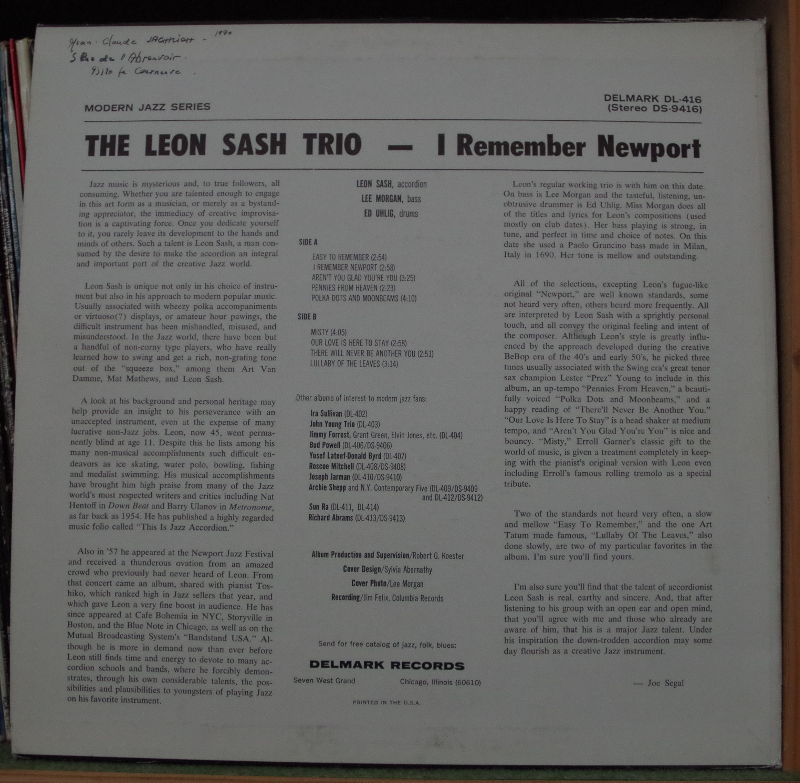 Jean-Claude
MODERN JAZZ SERIES
DELMARK DL-416
(Stereo DS-9416)
THE LEON SASH TRIO — I Remember Newport
Jazz music is mysterious and, to true followers, all
consuming. Whether you are talented enough to engage
in this art form as a musician, or merely as a bystand-
ing appreciator, the immediacy of creative improvisa-
tion is a captivating force. Once you dedicate yourself
to it, you rarely leave its development to the hands and
minds of others. Such a talent is Leon Sash, a man con-
sumed by the desire to make the accordion an integral
and important part of the creative Jazz world.
Leon Sash is unique not only in his choice of instru-
ment but also in his approach to modern popular music.
Usually associated with wheezy polka accompaniments
or virtuoso(?) displays, or amateur hour pawings, the
difficult instrument has been mishandled, misused, and
misunderstood. In the Jazz world, there have been but
a handful of non-corny type players, who have really
learned how to swing and get a rich, non-grating tone
out of the "squeeze box," among them Art Van
Damme, Mat Mathews, and Leon Sash.
A look at his background and personal heritage may
help provide an insight to his perseverance with an
unaccepted instrument, even at the expense of many
lucrative non-Jazz jobs. Leon, now 45, went perma-
nently blind at age 11. Despite this he lists among his
many non-musical accomplishments such difficult en-
deavors as ice skating, water polo, bowling, fishing
and medalist swimming. His musical accomplishments
have brought him high praise from many of the Jazz
world's most respected writers and critics including Nat
Hentoff in Down Beat and Barry Ulanov in Metronome,
as far back as 1954. He has published a highly regarded
music folio called "This Is Jazz Accordion."
Also in '57 he appeared at the Newport Jazz Festival
and received a thunderous ovation from an amazed
crowd who previously had never heard of Leon. From
that concert came an album, shared with pianist Tos-
hiko, which ranked high in Jazz sellers that year, and
which gave Leon a very fine boost in audience. He has
since appeared at Cafe Bohemia in NYC, Storyville in
Boston, and the Blue Note in Chicago, as well as on the
Mutual Broadcasting System's "Bandstand USA." Al-
though he is more in demand now than ever before
Leon still finds time and energy to devote to many ac-
cordion schools and bands, where he forcibly demon-
strates, through his own considerable talents, the pos-
sibilities and plausibilities to youngsters of playing Jazz
on his favorite instrument.
LEON SASH, accordion
LEE MORGAN, bass
ED UHLIG, drums
SIDE A
EASY TO REMEMBER (2:54)
I REMEMBER NEWPORT (2:58)
AREN'T YOU GLAD YOU'RE YOU (5:25)
PENNIES FROM HEAVEN (2:23)
POLKA DOTS AND MOONBEAMS (4:10)
SIDE B
MISTY (4:05)
OUR LOVE IS HERE TO STAY (2:58)
THERE WILL NEVER BE ANOTHER YOU (2:53)
LULLABY OF THE LEAVES (3:14)
Other albums of interest to modern jazz fans:
Ira Sullivan (DL-402)
John Young Trio (DL-403)
Jimmy Forrest, Grant Green, Elvin Jones, etc. (DL-404)
Bud Powell (DL-406/DS-9406)
Yusef Lateef-Donald Byrd (DL-407)
Roscoe Mitchell (DL-408/DS-9408)
Joseph Jarman (DL-410/DS-9410)
Archie Shepp and N.Y. Contemporary Five (DL-409/DS-9409
and DL-412/DS-9412)
Sun Ra (DL-411, DL-414)
Richard Abrams (DL-413/DS-9413)
Album Production and Supervision/Robert G. Koester
Cover Design/Sylvia Abernathy
Cover Photo/Lee Morgan
Recording/Jim Felix, Columbia Records
Send for free catalog of jazz, folk, blues:
DELMARK RECORDS
Seven West Grand Chicago, Illinois (60610)
PRINTED IN THE U.S.A.
Leon's regular working trio is with him on this date.
On bass is Lee Morgan and the tasteful, listening, un-
obtrusive drummer is Ed Uhlig. Miss Morgan does all
of the titles and lyrics for Leon's compositions (used
mostly on club dates). Her bass playing is strong, in
tune, and perfect in time and choice of notes. On this
date she used a Paolo Grancino bass made in Milan,
Italy in 1690. Her tone is mellow and outstanding.
All of the selections, excepting Leon's fugue-like
original "Newport," are well known standards, some
not heard very often, others heard more frequently. All
are interpreted by Leon Sash with a sprightly personal
touch, and all convey the original feeling and intent of
the composer. Although Leon's style is greatly influ-
enced by the approach developed during the creative
BeBop era of the 40's and early 50's, he picked three
tunes usually associated with the Swing era's great tenor
sax champion Lester "Prez" Young to include in this
album, an up-tempo "Pennies From Heaven," a beauti-
fully voiced "Polka Dots and Moonbeams," and a
happy reading of "There'll Never Be Another You."
"Our Love Is Here To Stay" is a head shaker at medium
tempo, and "Aren't You Glad You're You" is nice and
bouncy. "Misty," Erroll Garner's classic gift to the
world of music, is given a treatment completely in keep-
ing with the pianist's original version with Leon even
including Erroll's famous rolling tremolo as a special
tribute.
Two of the standards not heard very often, a slow
and mellow "Easy To Remember," and the one Art
Tatum made famous, "Lullaby Of The Leaves," also
done slowly, are two of my particular favorites in the
album. I'm sure you'll find yours.
I'm also sure you'll find that the talent of accordionist
Leon Sash is real, earthy and sincere. And, that after
listening to his group with an open ear and open mind,
that you'll agree with me and those who already are
aware of him, that his is a major Jazz talent. Under
his inspiration the down-trodden accordion may some
day flourish as a creative Jazz instrument.
— Joe Segal